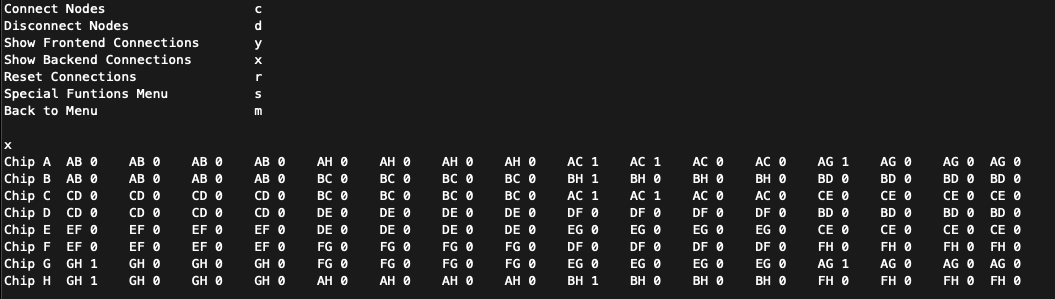 Connect Nodes c
Disconnect Nodes d
Show Frontend Connections y
Show Backend Connections x
Reset Connections r
Special Funtions Menu s
Back to Menu m
x
Chip A AB 0 AB 0 AB 0 AB 0 AH 0 AH 0 AH 0 AH 0 AC 1 AC 1 AC 0 AC 0 AG 1 AG 0 AG 0 AG 0
Chip B AB 0 AB 0 AB 0 AB 0 BC 0 BC 0 BC 0 BC 0 BH 1 BH 0 BH 0 BH 0 BD 0 BD 0 BD 0 BD 0
Chip C CD 0 CD 0 CD 0 CD 0 BC 0 BC 0 BC 0 BC 0 AC 1 AC 1 AC 0 AC 0 CE 0 CE 0 CE 0 CE 0
Chip D CD 0 CD 0 CD 0 CD 0 DE 0 DE 0 DE 0 DE 0 DF 0 DF 0 DF 0 DF 0 BD 0 BD 0 BD 0 BD 0
Chip E EF 0 EF 0 EF 0 EF 0 DE 0 DE 0 DE 0 DE 0 EG 0 EG 0 EG 0 EG 0 CE 0 CE 0 CE 0 CE 0
Chip F EF 0 EF 0 EF 0 EF 0 FG 0 FG 0 FG 0 FG 0 DF 0 DF 0 DF 0 DF 0 FH 0 FH 0 FH 0 FH 0
Chip G GH 1 GH 0 GH 0 GH 0 FG 0 FG 0 FG 0 FG 0 EG 0 EG 0 EG 0 EG 0 AG 1 AG 0 AG 0 AG 0
Chip H GH 1 GH 0 GH 0 GH 0 AH 0 AH 0 AH 0 AH 0 BH 1 BH 0 BH 0 BH 0 FH 0 FH 0 FH 0 FH 0